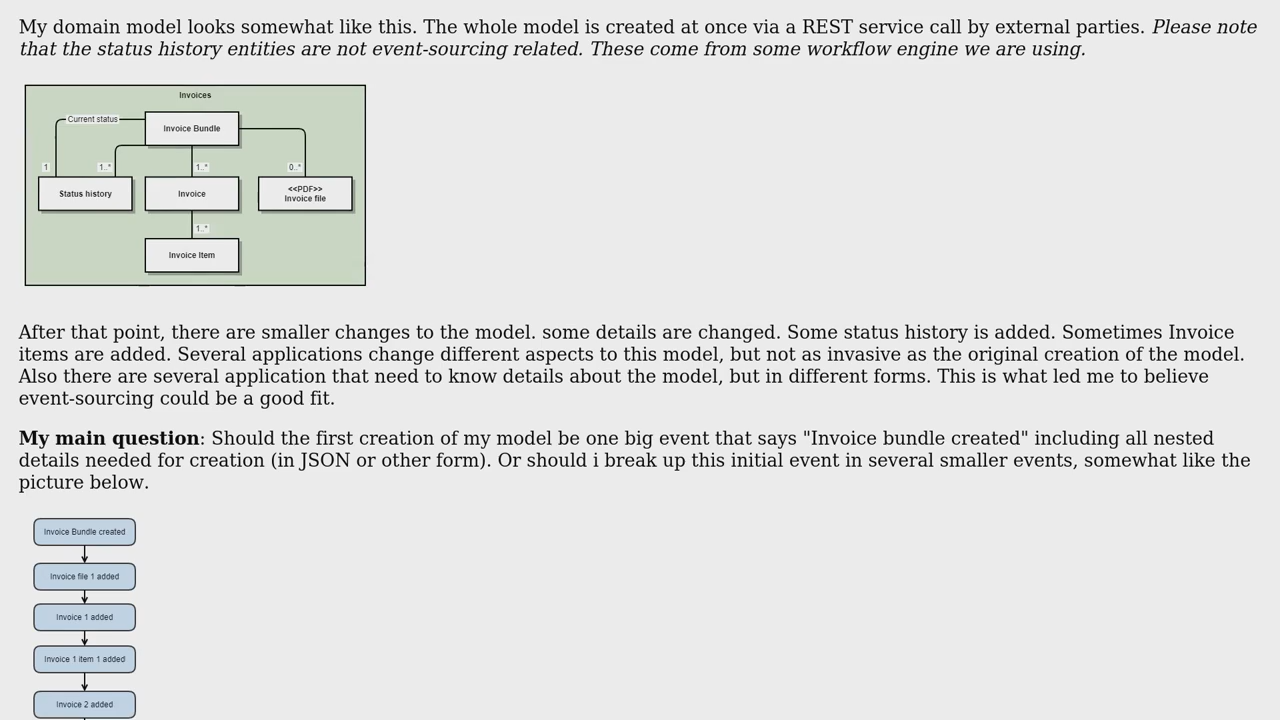 My domain model looks somewhat like this. The whole model is created at once via a REST service call by external parties. Please note
that the status history entities are not event-sourcing related. These come from some workflow engine we are using.
Invoices
Current status
Invoice Bundle
1
1..*
1..*
0..*
Status history
Invoice
<<PDF>>
Invoice file
1..*
Invoice Item
After that point, there are smaller changes to the model. some details are changed. Some status history is added. Sometimes Invoice
items are added. Several applications change different aspects to this model, but not as invasive as the original creation of the model.
Also there are several application that need to know details about the model, but in different forms. This is what led me to believe
event-sourcing could be a good fit.
My main question: Should the first creation of my model be one big event that says "Invoice bundle created" including all nested
details needed for creation (in JSON or other form). Or should i break up this initial event in several smaller events, somewhat like the
picture below.
Invoice Bundle created
Invoice file 1 added
Invoice 1 added
Invoice 1 item 1 added
Invoice 2 added